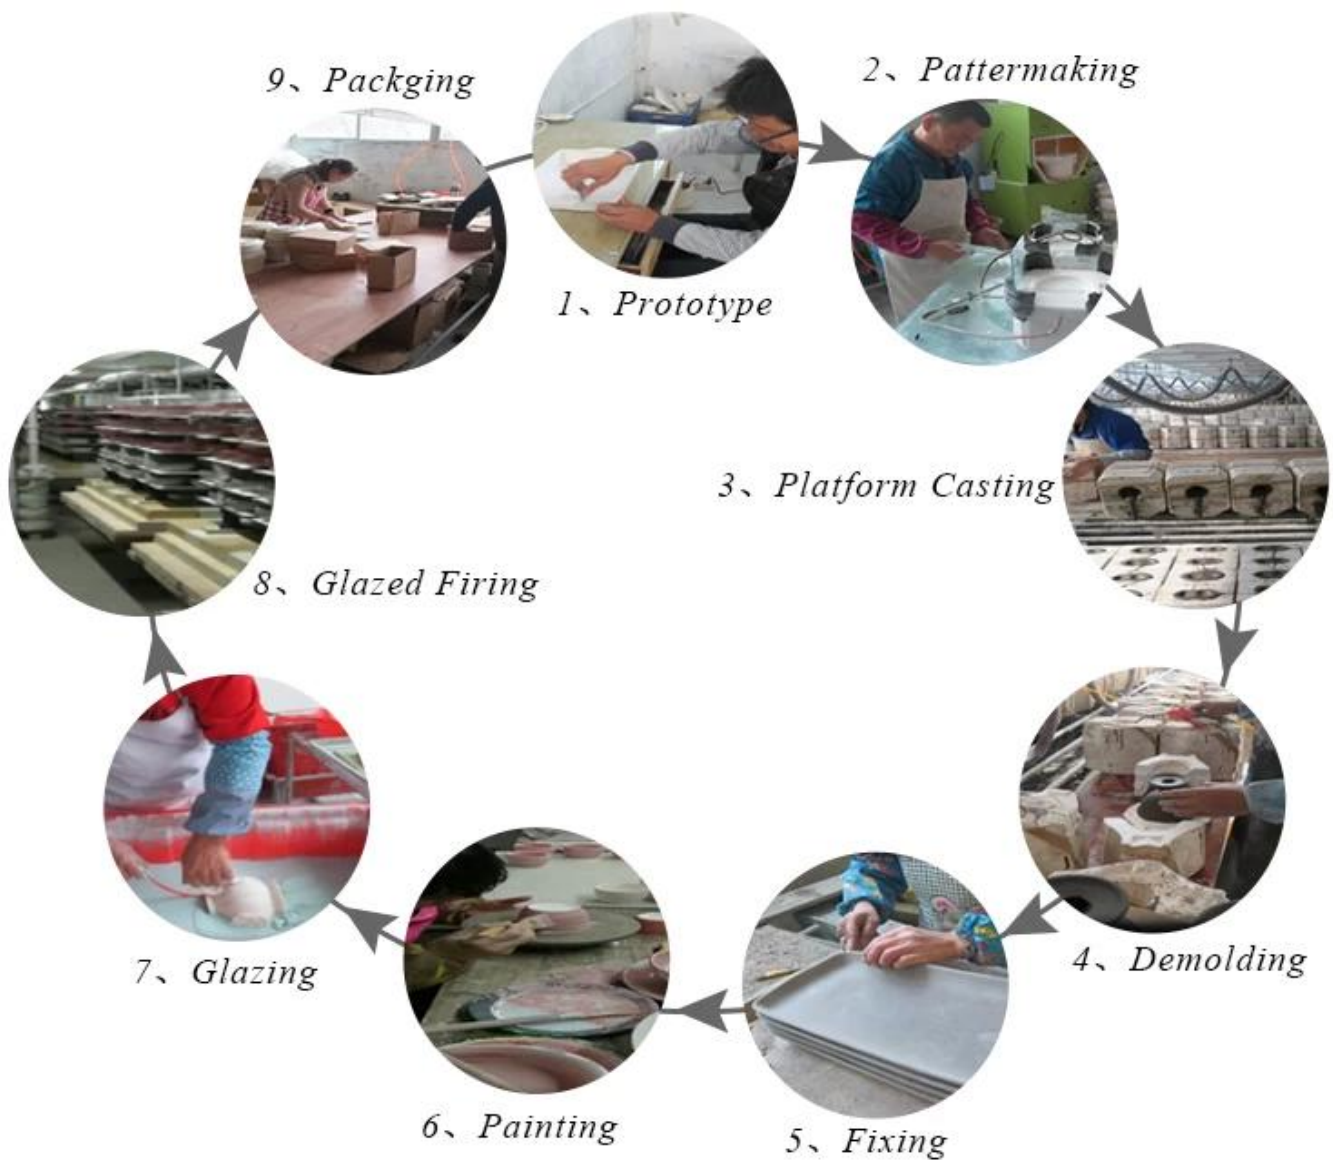 1、Prototype
2、Pattermaking
3、Platform Casting
4、Demolding
5、Fixing
6、Painting
7、Glazing
8、Glazed Firing
9、Packging